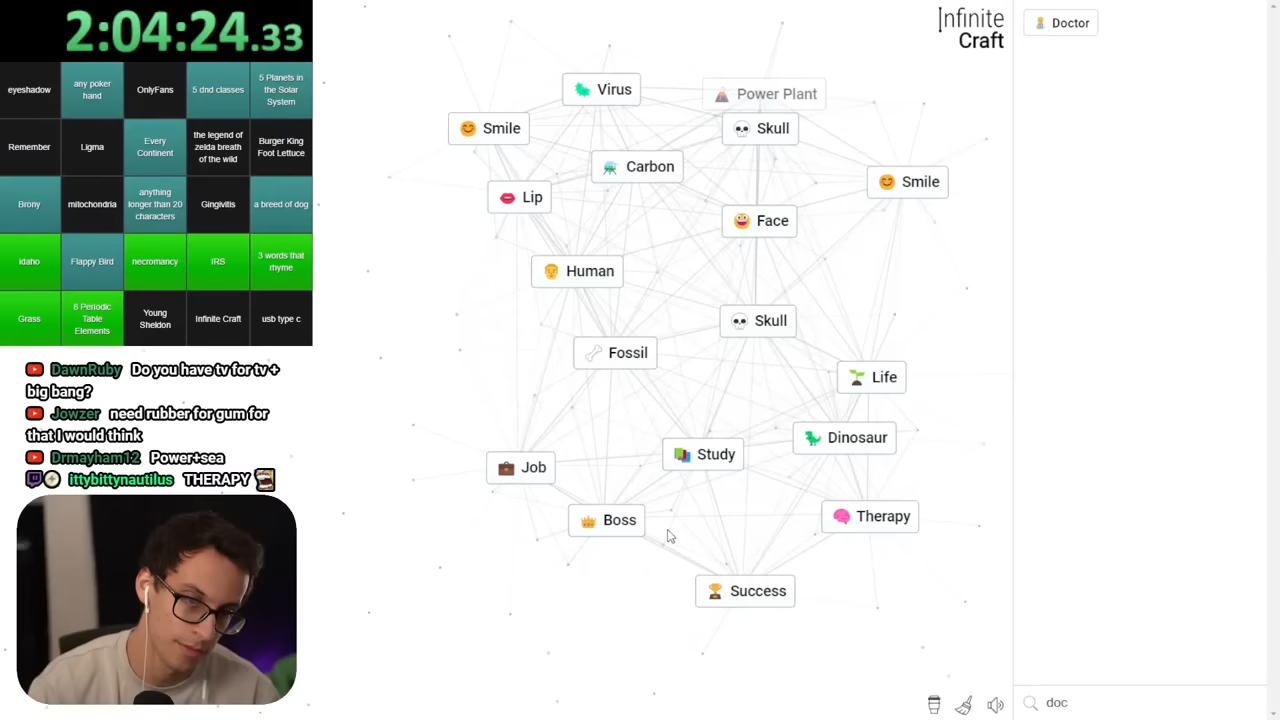 2:04:24.33
eyeshadow
any poker
hand
OnlyFans
5 dnd classes
5 Planets in
the Solar
System
Remember
Ligma
Every
Continent
the legend of
zelda breath
of the wild
Burger King
Foot Lettuce
Brony
mitochondria
anything
longer than 20
characters
Gingivitis
a breed of dog
idaho
Flappy Bird
necromancy
IRS
3 words that
rhyme
Grass
8 Periodic
Table
Elements
Young
Sheldon
Infinite Craft
usb type c
DawnRuby Do you have tv for tv +
big bang?
Jowzer need rubber for gum for
that I would think
Drmayham12 Power+sea
ittybittynautilus THERAPY
Infinite
Craft
Virus
Power Plant
Smile
Skull
Carbon
Smile
Lip
Face
Human
Skull
Fossil
Life
Dinosaur
Study
Job
Therapy
Boss
Success
Doctor
doc